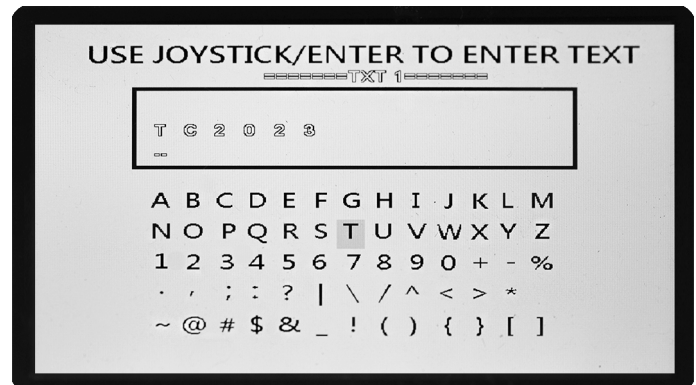 USE JOYSTICK/ENTER TO ENTER TEXT
=======TXT 1=======
T C 2 0 2 3
_
A B C D E F G H I J K L M
N O P Q R S T U V W X Y Z
1 2 3 4 5 6 7 8 9 0 + - %
. , ; : ? | \ / ^ < > *
~ @ # $ & _ ! ( ) { } [ ]